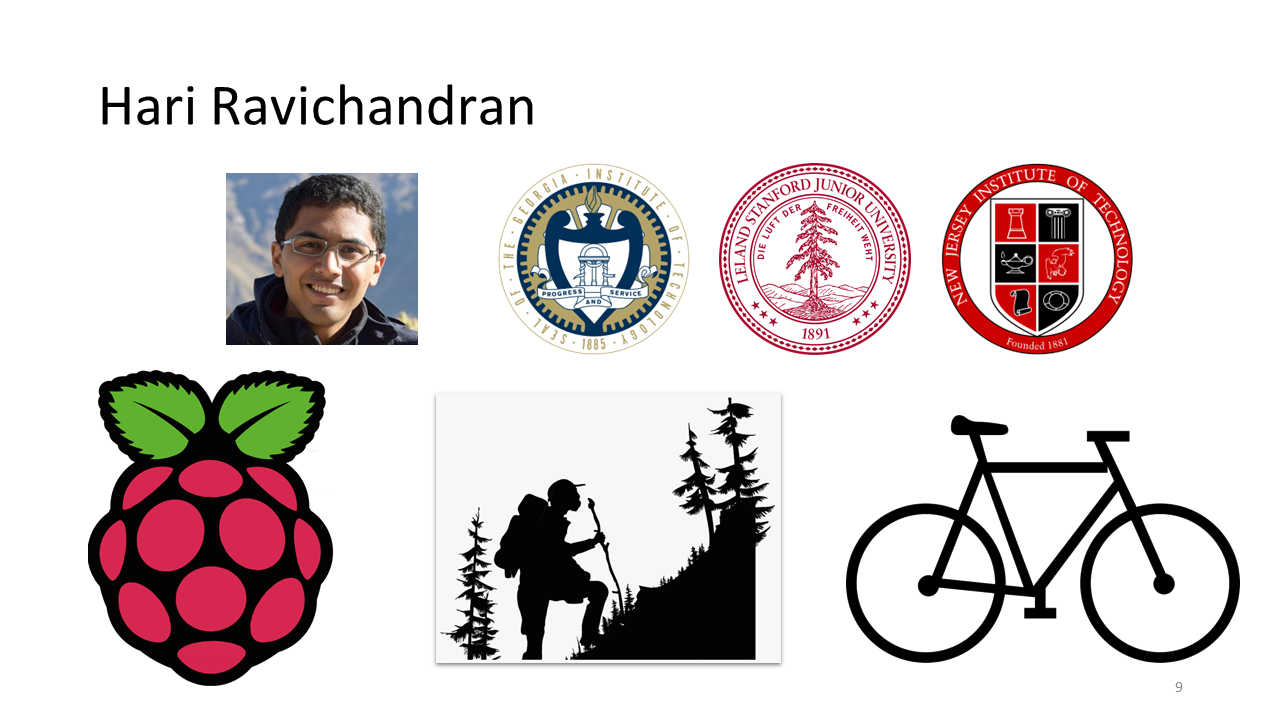 Hari Ravichandran
· SEAL · OF · THE · GEORGIA · INSTITUTE · OF · TECHNOLOGY ·
PROGRESS AND SERVICE
1885
LELAND STANFORD JUNIOR UNIVERSITY
DIE LUFT DER FREIHEIT WEHT
1891
NEW JERSEY INSTITUTE OF TECHNOLOGY
Founded 1881
9